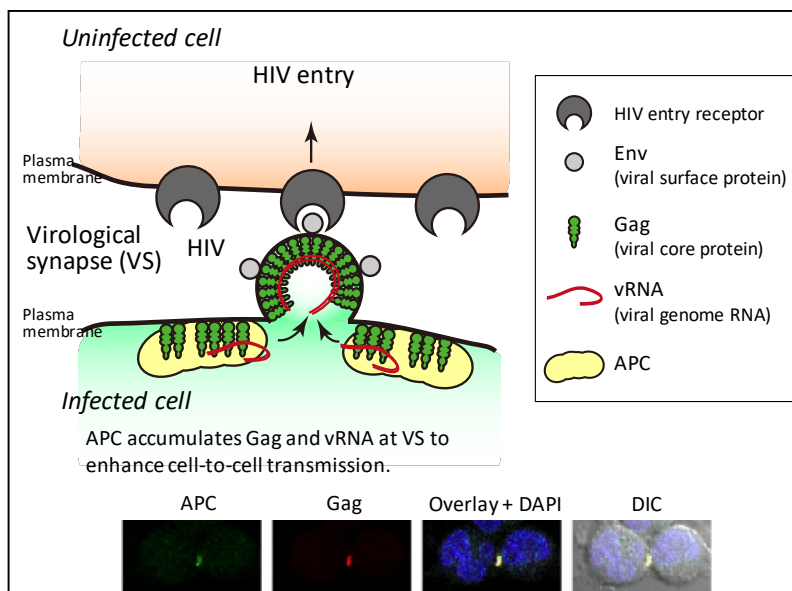 Uninfected cell
HIV entry
Plasma
membrane
Virological
synapse (VS)
HIV
Plasma
membrane
Infected cell
APC accumulates Gag and vRNA at VS to
enhance cell-to-cell transmission.
HIV entry receptor
Env
(viral surface protein)
Gag
(viral core protein)
vRNA
(viral genome RNA)
APC
APC
Gag
Overlay + DAPI
DIC